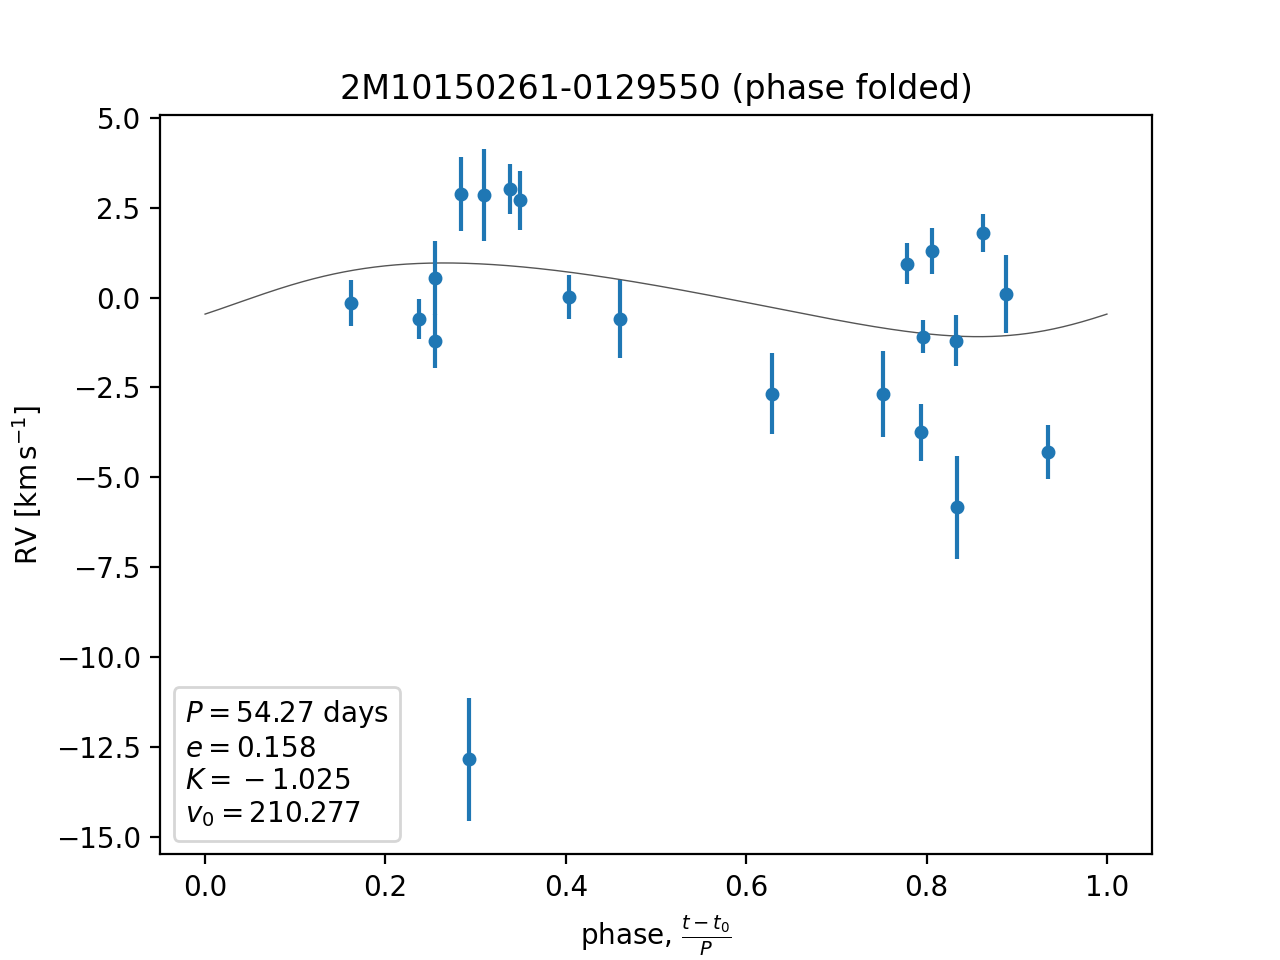 2M10150261-0129550 (phase folded)
5.0
2.5
0.0
−2.5
−5.0
−7.5
−10.0
−12.5
−15.0
RV [km s⁻¹]
P = 54.27 days
e = 0.158
K = −1.025
v₀ = 210.277
0.0 0.2 0.4 0.6 0.8 1.0
phase, (t − t₀)/P